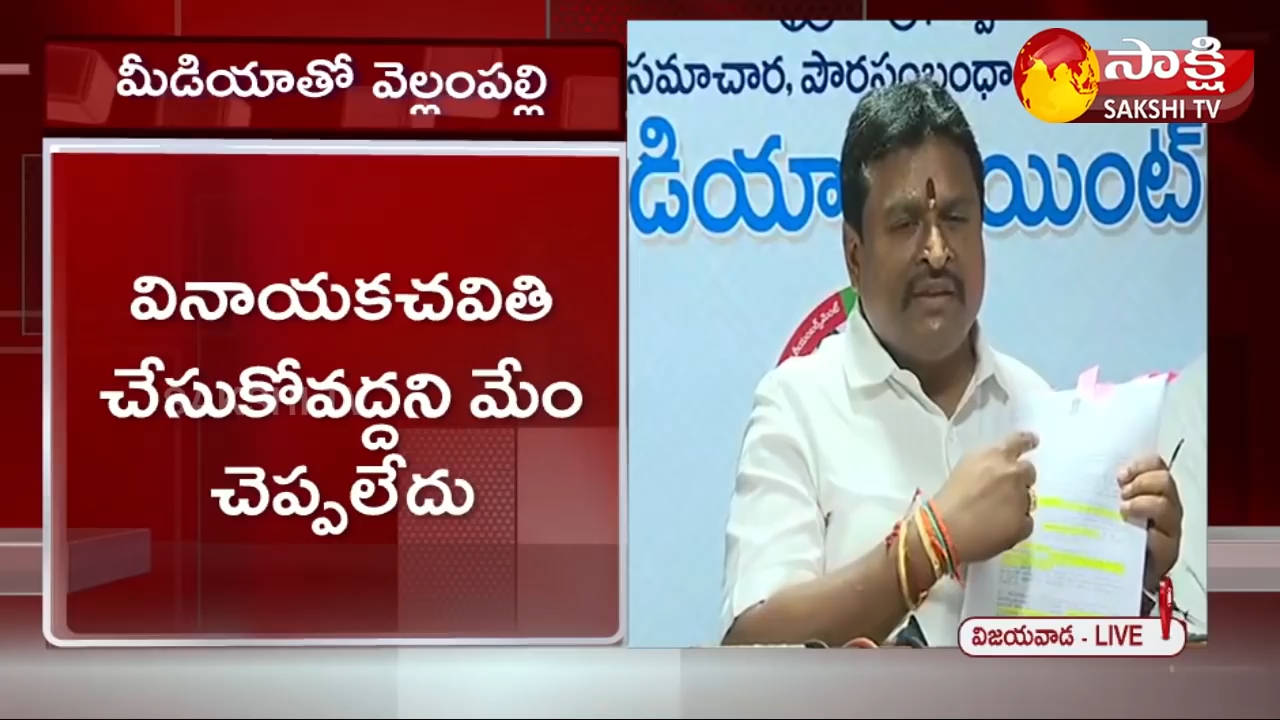 మీడియాతో వెల్లంపల్లి
వినాయకచవితి
చేసుకోవద్దని మేం
చెప్పలేదు
సమాచార, పౌరసంబంధా
డియా యింట్
సాక్షి
SAKSHI TV
విజయవాడ - LIVE